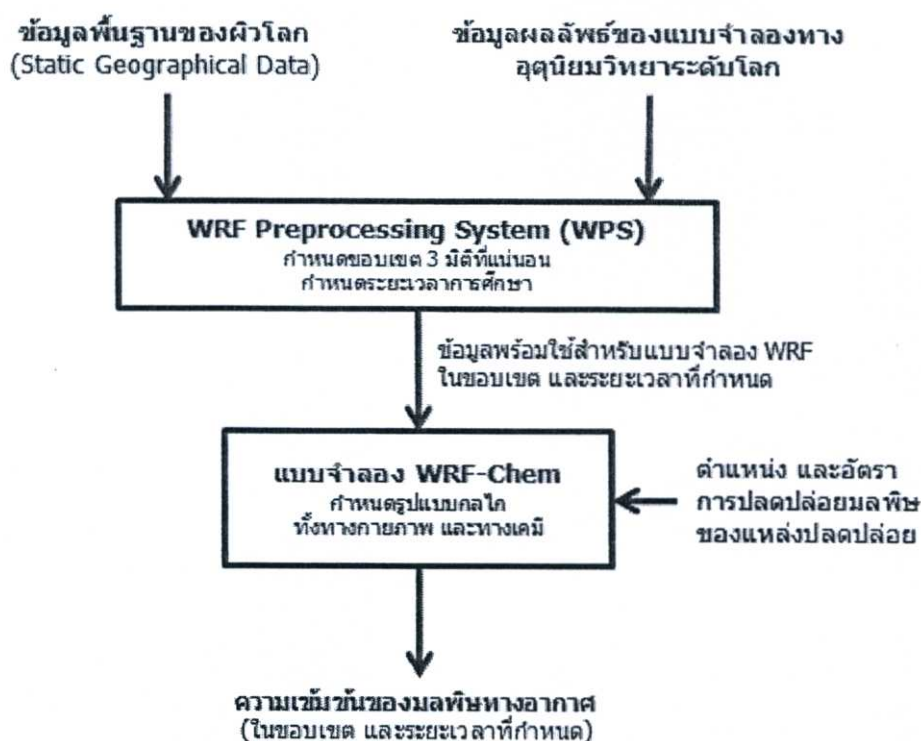 ข้อมูลพื้นฐานของผิวโลก
(Static Geographical Data)
ข้อมูลผลลัพธ์ของแบบจำลองทาง
อุตุนิยมวิทยาระดับโลก
WRF Preprocessing System (WPS)
กำหนดขอบเขต 3 มิติที่แน่นอน
กำหนดระยะเวลาการศึกษา
ข้อมูลพร้อมใช้สำหรับแบบจำลอง WRF
ในขอบเขต และระยะเวลาที่กำหนด
แบบจำลอง WRF-Chem
กำหนดรูปแบบกลไก
ทั้งทางกายภาพ และทางเคมี
ตำแหน่ง และอัตรา
การปลดปล่อยมลพิษ
ของแหล่งปลดปล่อย
ความเข้มข้นของมลพิษทางอากาศ
(ในขอบเขต และระยะเวลาที่กำหนด)